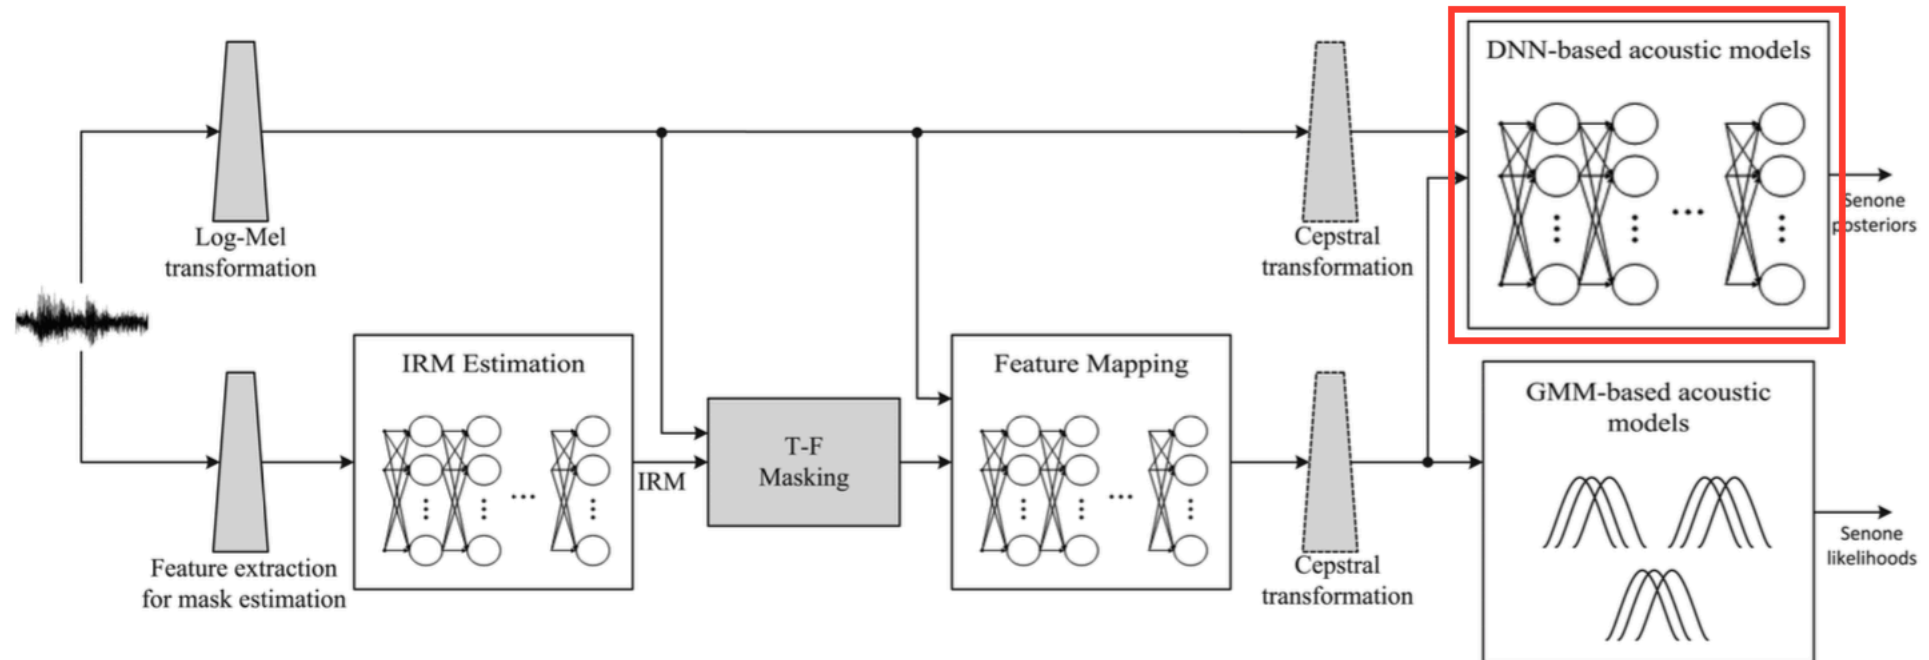 DNN-based acoustic models
Senone
posteriors
Log-Mel
transformation
Cepstral
transformation
IRM Estimation
IRM
T-F
Masking
Feature Mapping
GMM-based acoustic
models
Senone
likelihoods
Feature extraction
for mask estimation
Cepstral
transformation